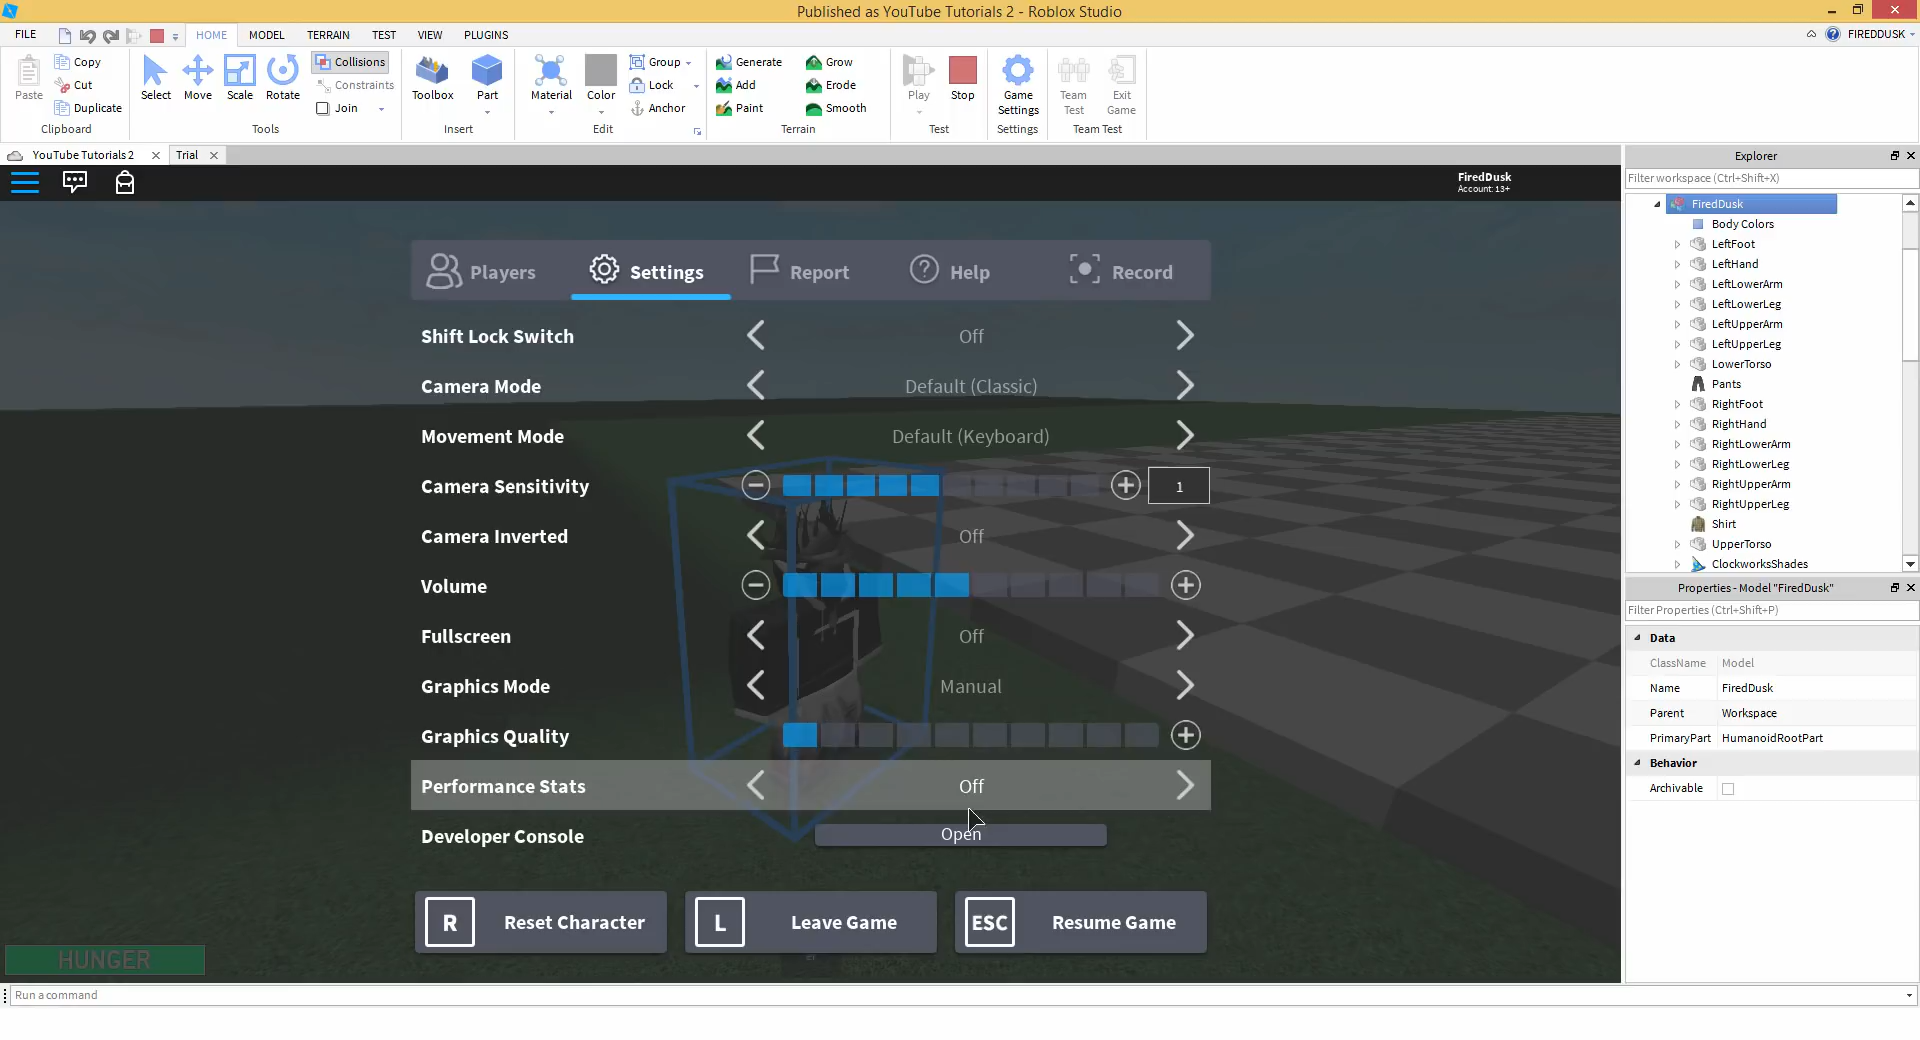 Published as YouTube Tutorials 2 - Roblox Studio
FILE HOME MODEL TERRAIN TEST VIEW PLUGINS FIREDDUSK
Paste Copy Cut Duplicate
Clipboard
Select Move Scale Rotate Collisions Constraints Join
Tools
Toolbox Part
Insert
Material Color Group Lock Anchor
Edit
Generate Grow
Add Erode
Paint Smooth
Terrain
Play Stop
Test
Game Settings
Settings
Team Test Exit Game
Team Test
YouTube Tutorials 2 Trial
FiredDusk
Account: 13+
Players Settings Report Help Record
Shift Lock Switch Off
Camera Mode Default (Classic)
Movement Mode Default (Keyboard)
Camera Sensitivity 1
Camera Inverted Off
Volume
Fullscreen Off
Graphics Mode Manual
Graphics Quality
Performance Stats Off
Developer Console Open
R Reset Character L Leave Game ESC Resume Game
HUNGER
Run a command
Explorer
Filter workspace (Ctrl+Shift+X)
FiredDusk
Body Colors
LeftFoot
LeftHand
LeftLowerArm
LeftLowerLeg
LeftUpperArm
LeftUpperLeg
LowerTorso
Pants
RightFoot
RightHand
RightLowerArm
RightLowerLeg
RightUpperArm
RightUpperLeg
Shirt
UpperTorso
ClockworksShades
Properties - Model "FiredDusk"
Filter Properties (Ctrl+Shift+P)
Data
ClassName Model
Name FiredDusk
Parent Workspace
PrimaryPart HumanoidRootPart
Behavior
Archivable